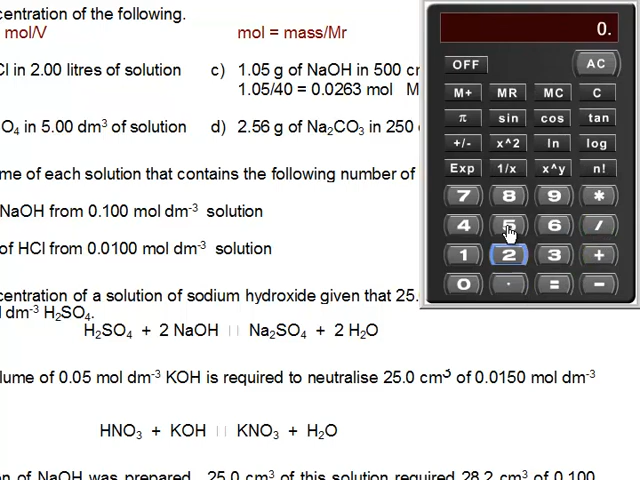 centration of the following.
mol/V mol = mass/Mr
Cl in 2.00 litres of solution c) 1.05 g of NaOH in 500 cm
1.05/40 = 0.0263 mol M
O₄ in 5.00 dm³ of solution d) 2.56 g of Na₂CO₃ in 250
me of each solution that contains the following number of
NaOH from 0.100 mol dm⁻³ solution
of HCl from 0.0100 mol dm⁻³ solution
centration of a solution of sodium hydroxide given that 25.
l dm⁻³ H₂SO₄.
H₂SO₄ + 2 NaOH Na₂SO₄ + 2 H₂O
lume of 0.05 mol dm⁻³ KOH is required to neutralise 25.0 cm³ of 0.0150 mol dm⁻³
HNO₃ + KOH KNO₃ + H₂O
on of NaOH was prepared. 25.0 cm³ of this solution required 28.2 cm³ of 0.100
0.
OFF AC
M+ MR MC C
π sin cos tan
+/- x^2 ln log
Exp 1/x x^y n!
7 8 9 *
4 5 6 /
1 2 3 +
0 . = -